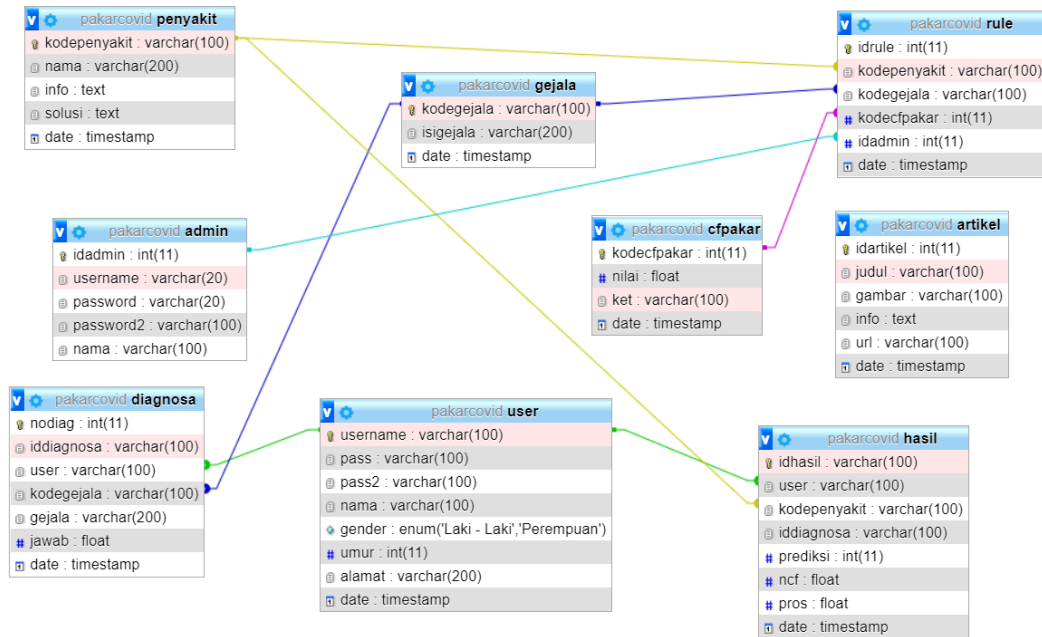 pakarcovid penyakit
kodepenyakit : varchar(100)
nama : varchar(200)
info : text
solusi : text
date : timestamp
pakarcovid gejala
kodegejala : varchar(100)
isigejala : varchar(200)
date : timestamp
pakarcovid rule
idrule : int(11)
kodepenyakit : varchar(100)
kodegejala : varchar(100)
kodecfpakar : int(11)
idadmin : int(11)
date : timestamp
pakarcovid admin
idadmin : int(11)
username : varchar(20)
password : varchar(20)
password2 : varchar(100)
nama : varchar(100)
pakarcovid cfpakar
kodecfpakar : int(11)
nilai : float
ket : varchar(100)
date : timestamp
pakarcovid artikel
idartikel : int(11)
judul : varchar(100)
gambar : varchar(100)
info : text
url : varchar(100)
date : timestamp
pakarcovid diagnosa
nodiag : int(11)
iddiagnosa : varchar(100)
user : varchar(100)
kodegejala : varchar(100)
gejala : varchar(200)
jawab : float
date : timestamp
pakarcovid user
username : varchar(100)
pass : varchar(100)
pass2 : varchar(100)
nama : varchar(100)
gender : enum('Laki - Laki','Perempuan')
umur : int(11)
alamat : varchar(200)
date : timestamp
pakarcovid hasil
idhasil : varchar(100)
user : varchar(100)
kodepenyakit : varchar(100)
iddiagnosa : varchar(100)
prediksi : int(11)
ncf : float
pros : float
date : timestamp